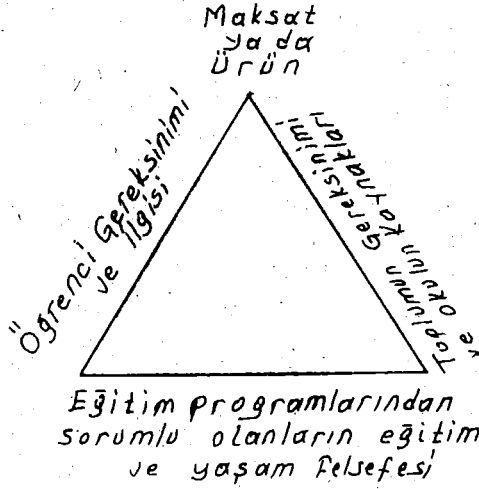 Maksat
ya da
Ürün
Öğrenci Gereksinimi
ve ilgisi
Toplumun Gereksinimi
ve okulun kaynakları
Eğitim programlarından
sorumlu olanların eğitim
ve yaşam felsefesi